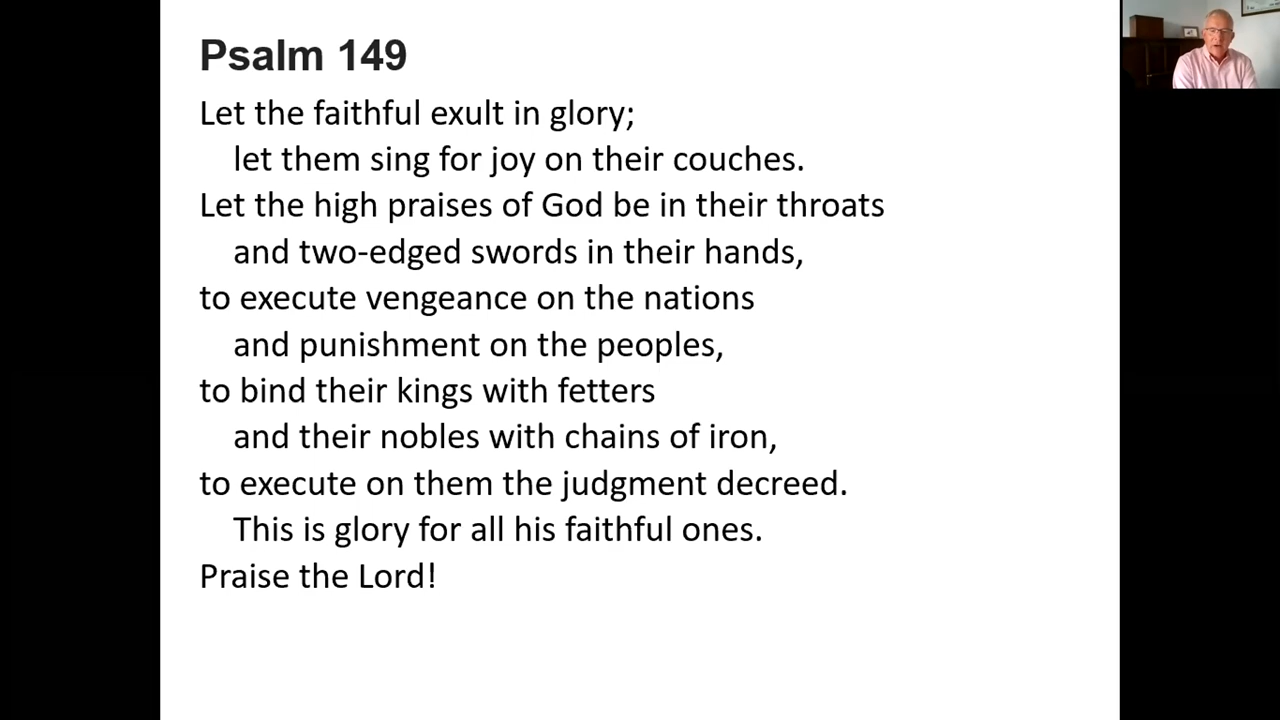 Psalm 149
Let the faithful exult in glory;
let them sing for joy on their couches.
Let the high praises of God be in their throats
and two-edged swords in their hands,
to execute vengeance on the nations
and punishment on the peoples,
to bind their kings with fetters
and their nobles with chains of iron,
to execute on them the judgment decreed.
This is glory for all his faithful ones.
Praise the Lord!